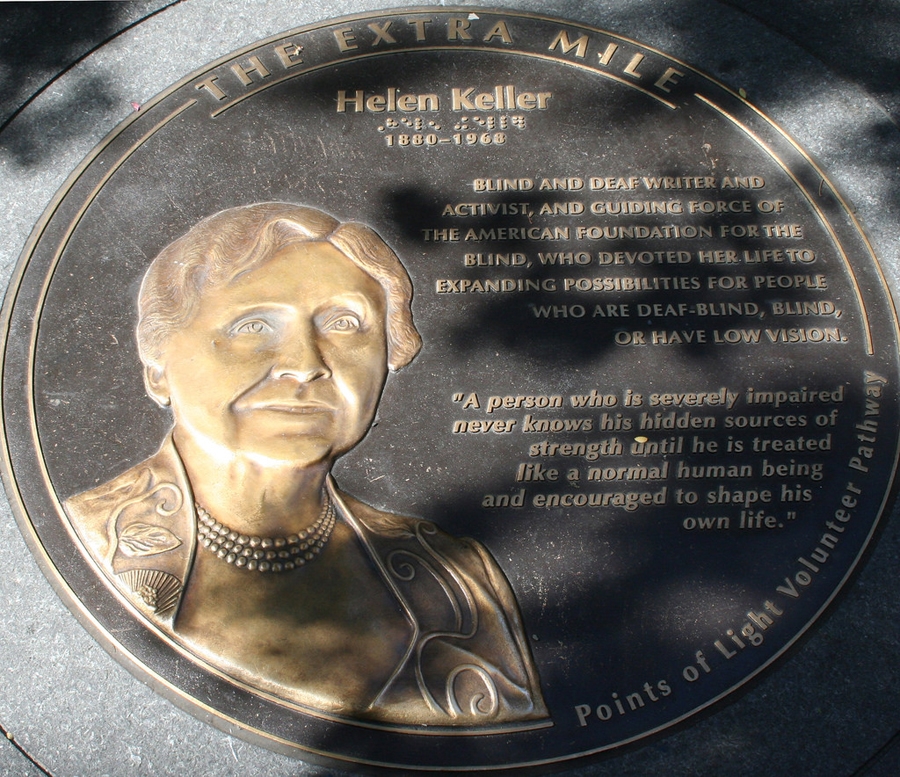 THE EXTRA MILE
Helen Keller
⠓⠑⠇⠑⠝ ⠅⠑⠇⠇⠑⠗
1880–1968
BLIND AND DEAF WRITER AND
ACTIVIST, AND GUIDING FORCE OF
THE AMERICAN FOUNDATION FOR THE
BLIND, WHO DEVOTED HER LIFE TO
EXPANDING POSSIBILITIES FOR PEOPLE
WHO ARE DEAF-BLIND, BLIND,
OR HAVE LOW VISION.
"A person who is severely impaired
never knows his hidden sources of
strength until he is treated
like a normal human being
and encouraged to shape his
own life."
Points of Light Volunteer Pathway